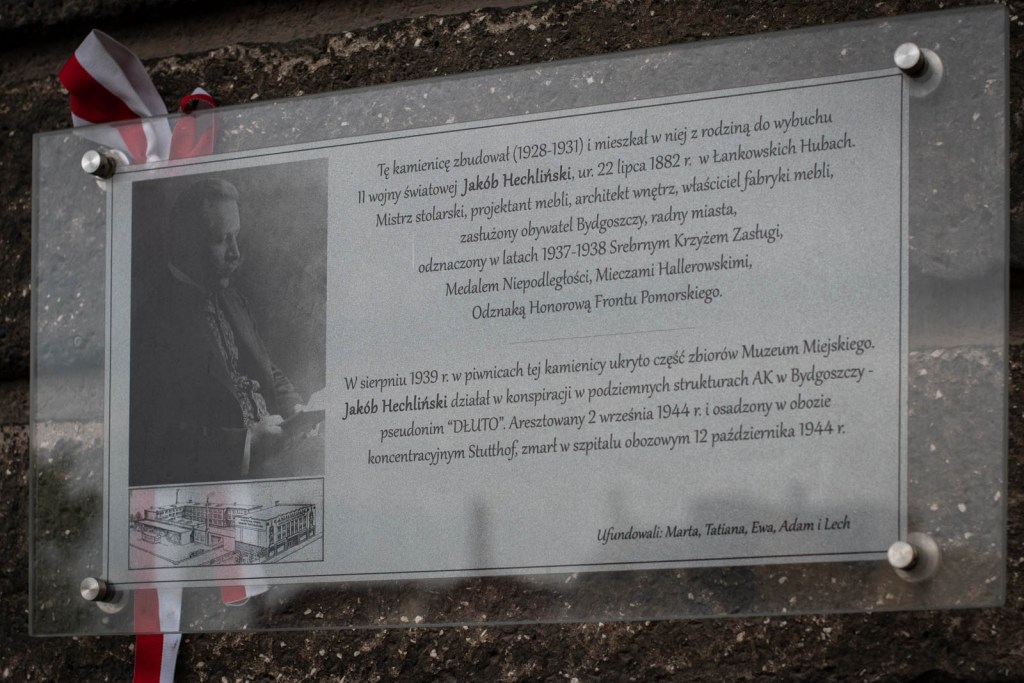 Tę kamienicę zbudował (1928-1931) i mieszkał w niej z rodziną do wybuchu
II wojny światowej Jakób Hechliński, ur. 22 lipca 1882 r. w Łankowskich Hubach.
Mistrz stolarski, projektant mebli, architekt wnętrz, właściciel fabryki mebli,
zasłużony obywatel Bydgoszczy, radny miasta,
odznaczony w latach 1937-1938 Srebrnym Krzyżem Zasługi,
Medalem Niepodległości, Mieczami Hallerowskimi,
Odznaką Honorową Frontu Pomorskiego.
W sierpniu 1939 r. w piwnicach tej kamienicy ukryto część zbiorów Muzeum Miejskiego.
Jakób Hechliński działał w konspiracji w podziemnych strukturach AK w Bydgoszczy -
pseudonim “DŁUTO”. Aresztowany 2 września 1944 r. i osadzony w obozie
koncentracyjnym Stutthof, zmarł w szpitalu obozowym 12 października 1944 r.
Ufundowali: Marta, Tatiana, Ewa, Adam i Lech